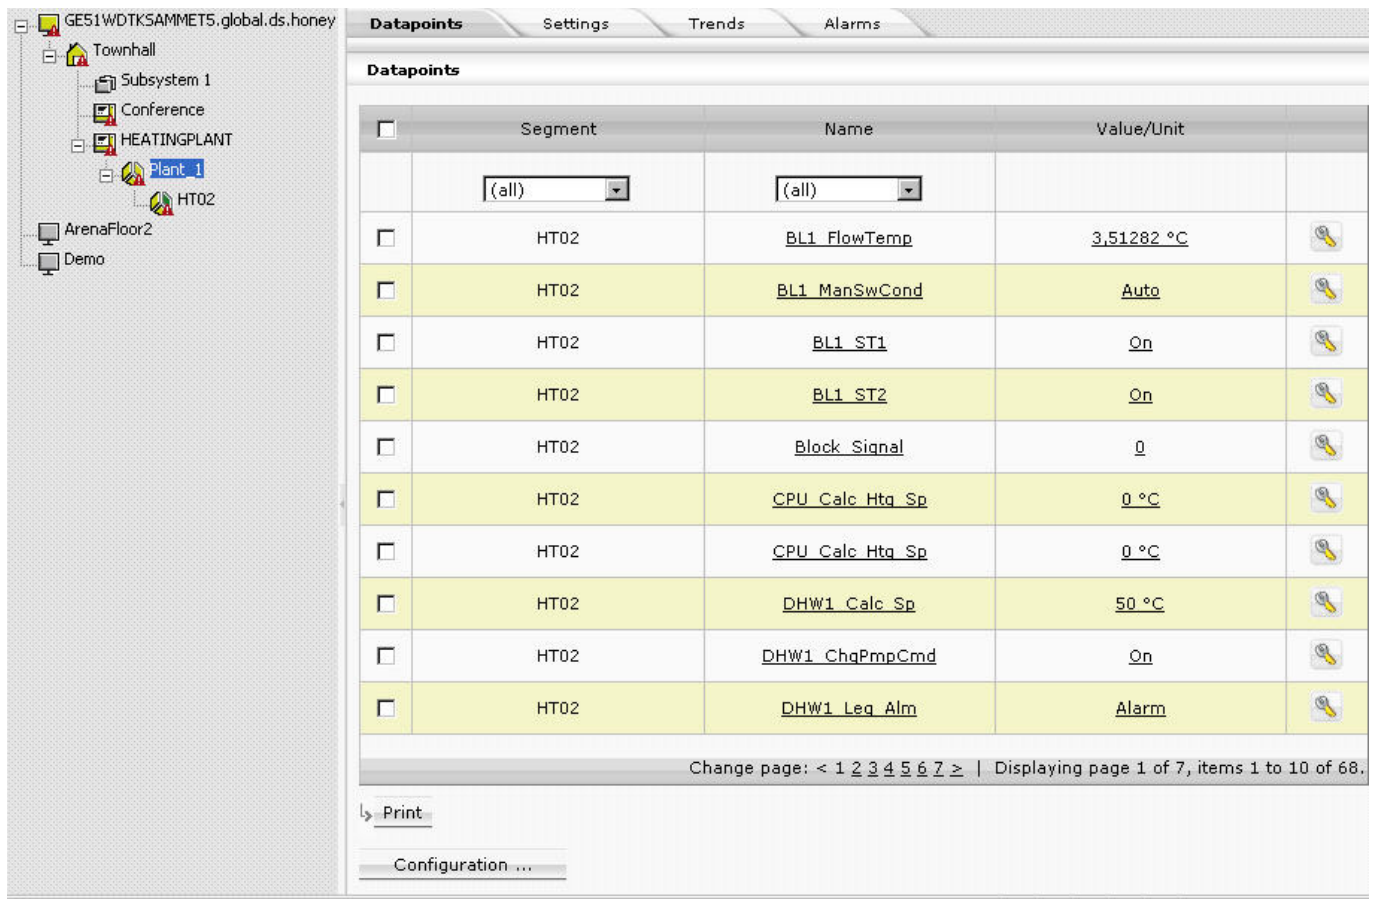 GE51WDTKSAMMET5.global.ds.honey
Townhall
Subsystem 1
Conference
HEATINGPLANT
Plant_1
HT02
ArenaFloor2
Demo
Datapoints Settings Trends Alarms
Datapoints
Segment Name Value/Unit
(all) (all)
HT02 BL1_FlowTemp 3,51282 °C
HT02 BL1_ManSwCond Auto
HT02 BL1_ST1 On
HT02 BL1_ST2 On
HT02 Block_Signal 0
HT02 CPU_Calc_Htg_Sp 0 °C
HT02 CPU_Calc_Htg_Sp 0 °C
HT02 DHW1_Calc_Sp 50 °C
HT02 DHW1_ChgPmpCmd On
HT02 DHW1_Leg_Alm Alarm
Change page: < 1 2 3 4 5 6 7 > | Displaying page 1 of 7, items 1 to 10 of 68.
Print
Configuration ...